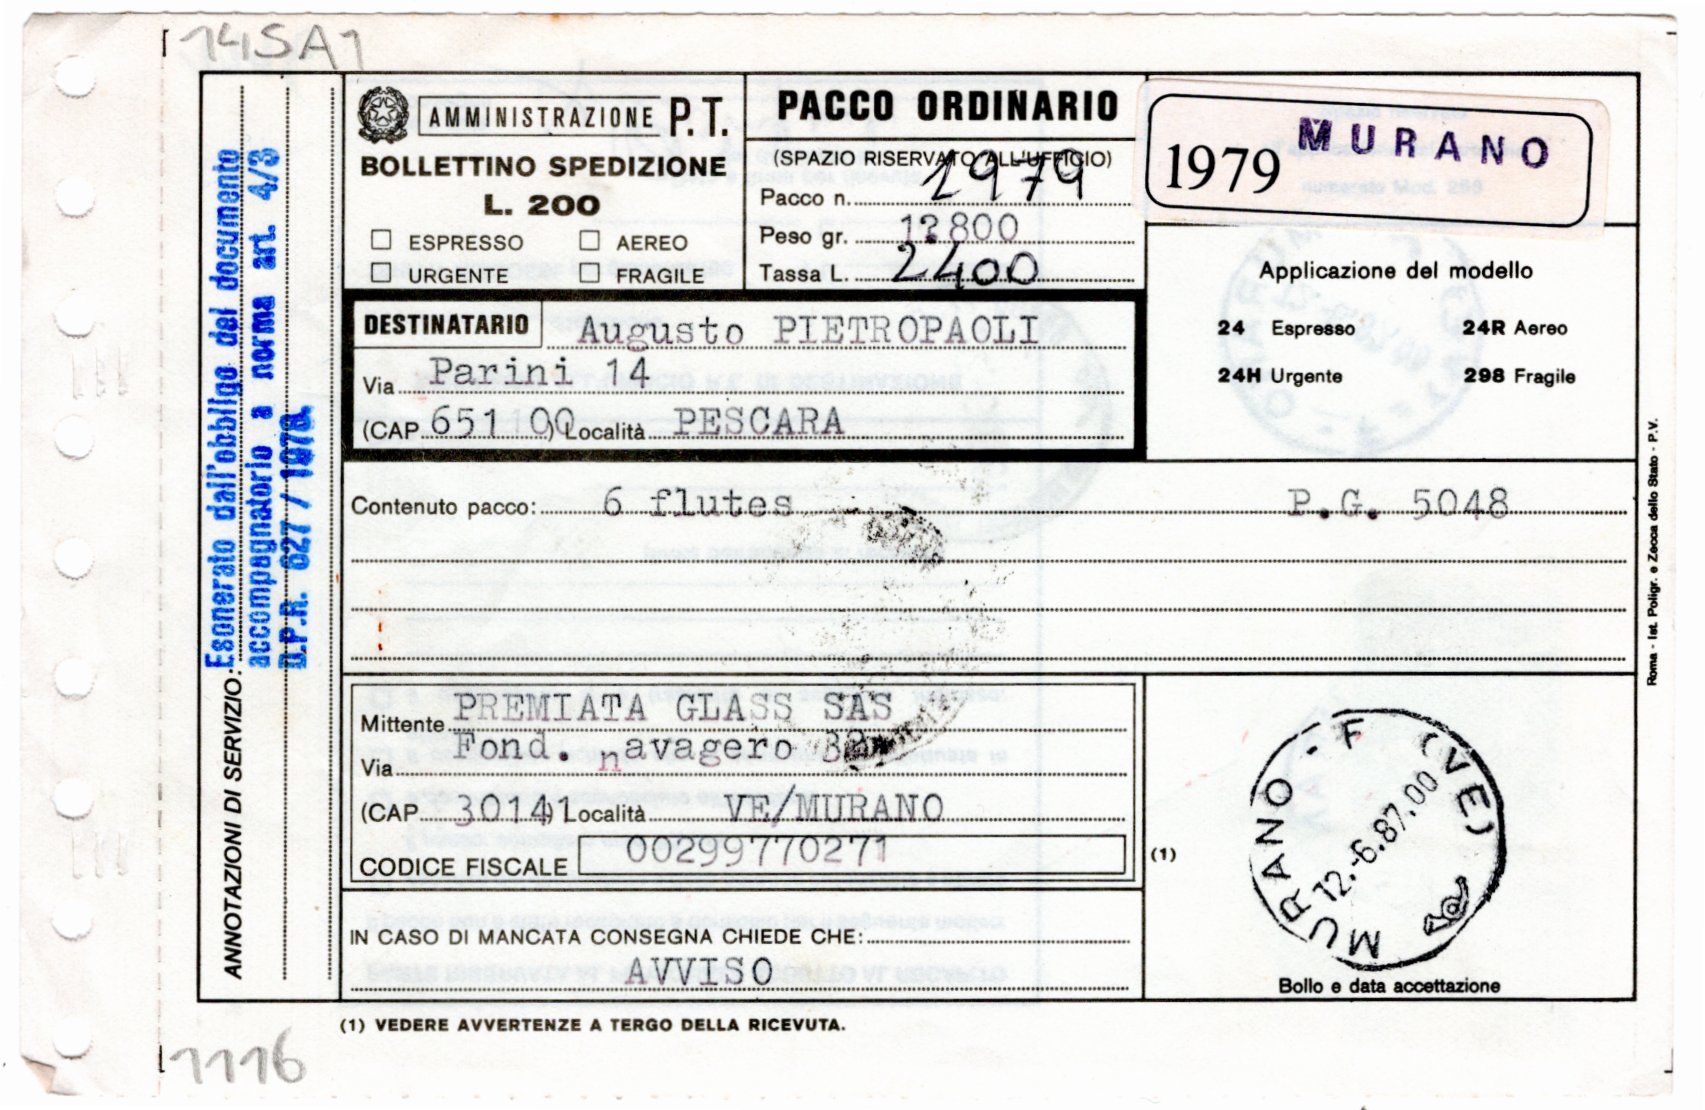 14SA1
AMMINISTRAZIONE P.T.
BOLLETTINO SPEDIZIONE
L. 200
ESPRESSO AEREO
URGENTE FRAGILE
PACCO ORDINARIO
(SPAZIO RISERVATO ALL'UFFICIO)
Pacco n. 1979
Peso gr. 12800
Tassa L. 2400
1979 MURANO
Applicazione del modello
24 Espresso 24R Aereo
24H Urgente 298 Fragile
DESTINATARIO Augusto PIETROPAOLI
Via Parini 14
(CAP 651100) Località PESCARA
Contenuto pacco: 6 flutes P.G. 5048
Mittente PREMIATA GLASS SAS
Via Fond. navagero
(CAP 30141) Località VE/MURANO
CODICE FISCALE 00299770271
IN CASO DI MANCATA CONSEGNA CHIEDE CHE:
AVVISO
(1)
MURANO - F (VE)
12.-6.87.00
Bollo e data accettazione
(1) VEDERE AVVERTENZE A TERGO DELLA RICEVUTA.
ANNOTAZIONI DI SERVIZIO: Esonerato dall'obbligo del documento
accompagnatorio a norma art. 4/8
D.P.R. 627/1978.
Roma - Ist. Poligr. e Zecca dello Stato - P.V.
1116